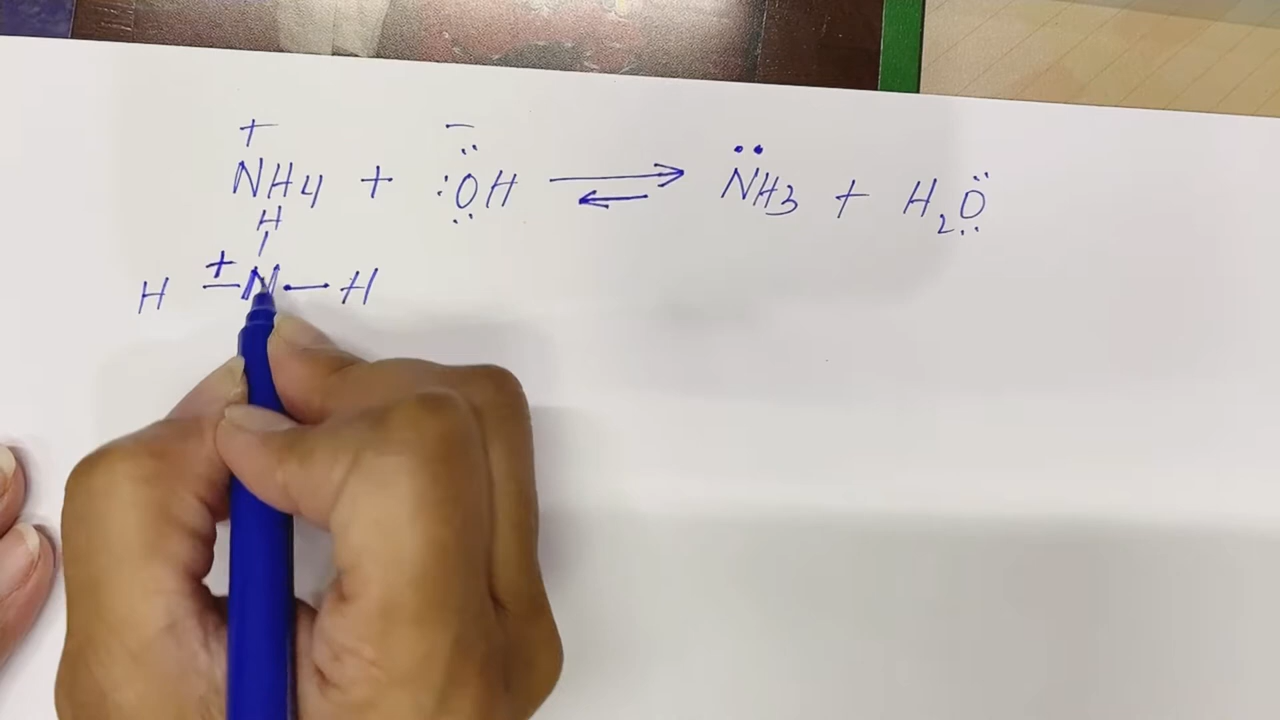 + −
NH4 + :ÖH ⇌ N̈H3 + H₂Ö
H
|
H − N⁺ — H